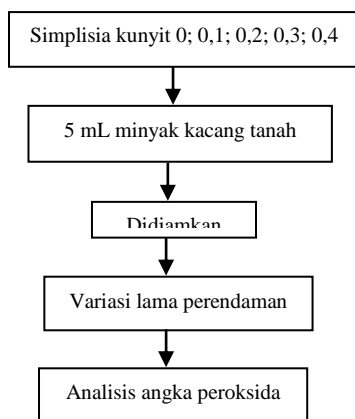 Simplisia kunyit 0; 0,1; 0,2; 0,3; 0,4
5 mL minyak kacang tanah
Didiamkan
Variasi lama perendaman
Analisis angka peroksida